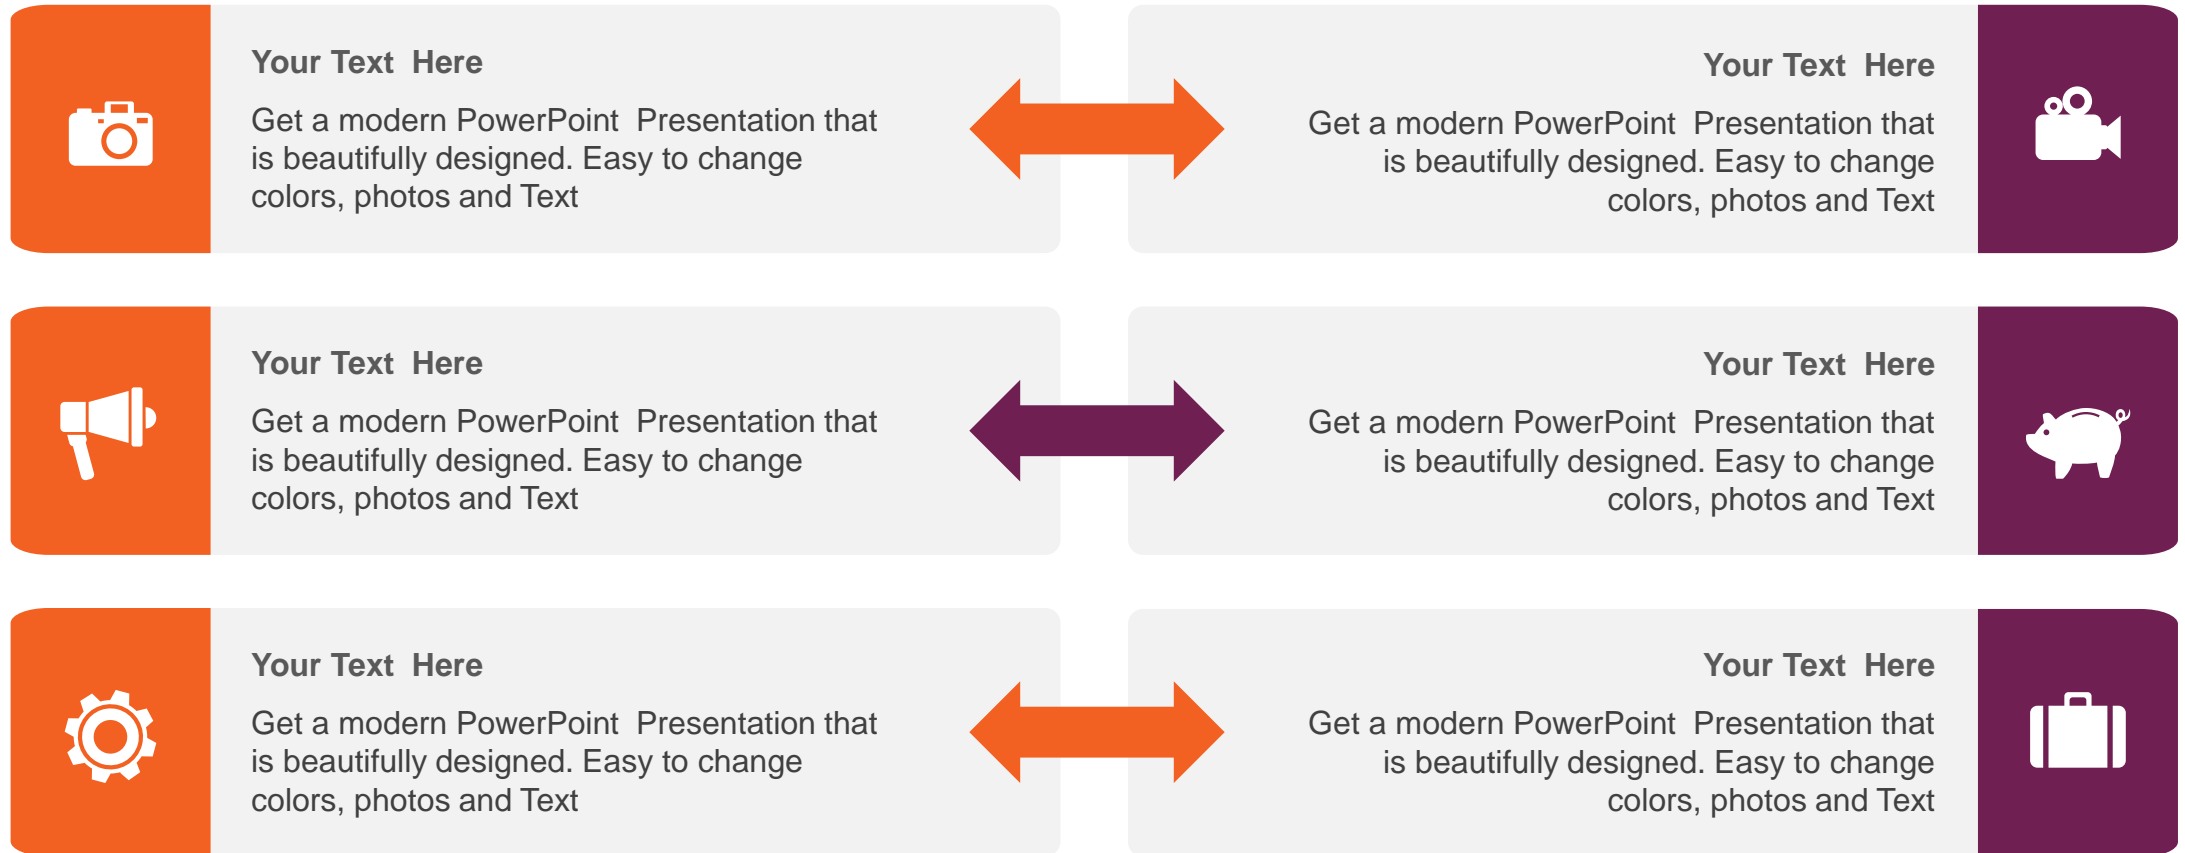 Your Text  Here
Get a modern PowerPoint  Presentation that
is beautifully designed. Easy to change
colors, photos and Text
Your Text  Here
Get a modern PowerPoint  Presentation that
is beautifully designed. Easy to change
colors, photos and Text
Your Text  Here
Get a modern PowerPoint  Presentation that
is beautifully designed. Easy to change
colors, photos and Text
Your Text  Here
Get a modern PowerPoint  Presentation that
is beautifully designed. Easy to change
colors, photos and Text
Your Text  Here
Get a modern PowerPoint  Presentation that
is beautifully designed. Easy to change
colors, photos and Text
Your Text  Here
Get a modern PowerPoint  Presentation that
is beautifully designed. Easy to change
colors, photos and Text